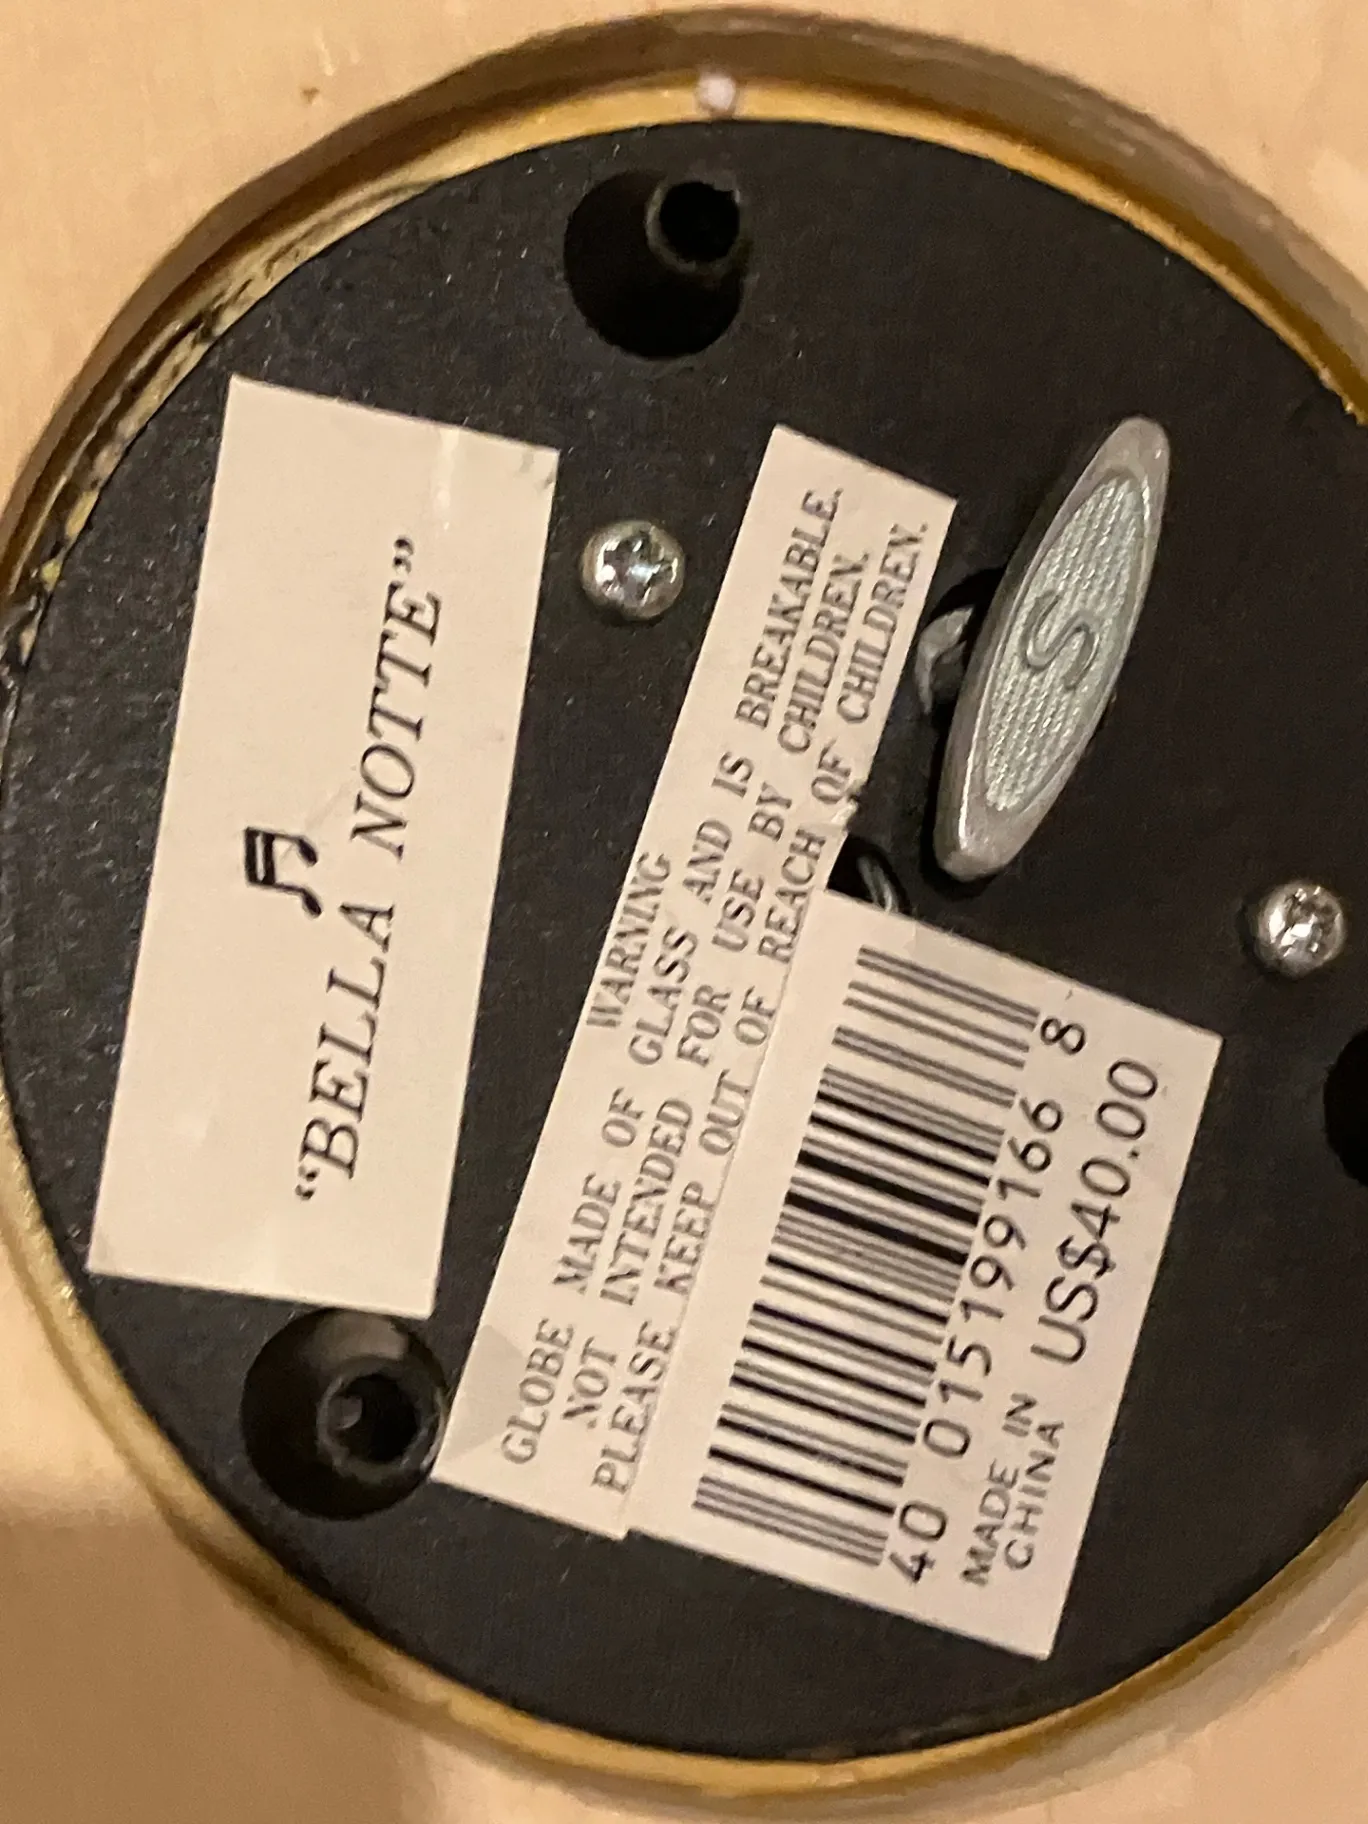 ♫
“BELLA NOTTE”
WARNING
GLOBE MADE OF GLASS AND IS BREAKABLE.
NOT INTENDED FOR USE BY CHILDREN.
PLEASE KEEP OUT OF REACH OF CHILDREN.
40 015199166 8
MADE IN
CHINA
US$40.00
S